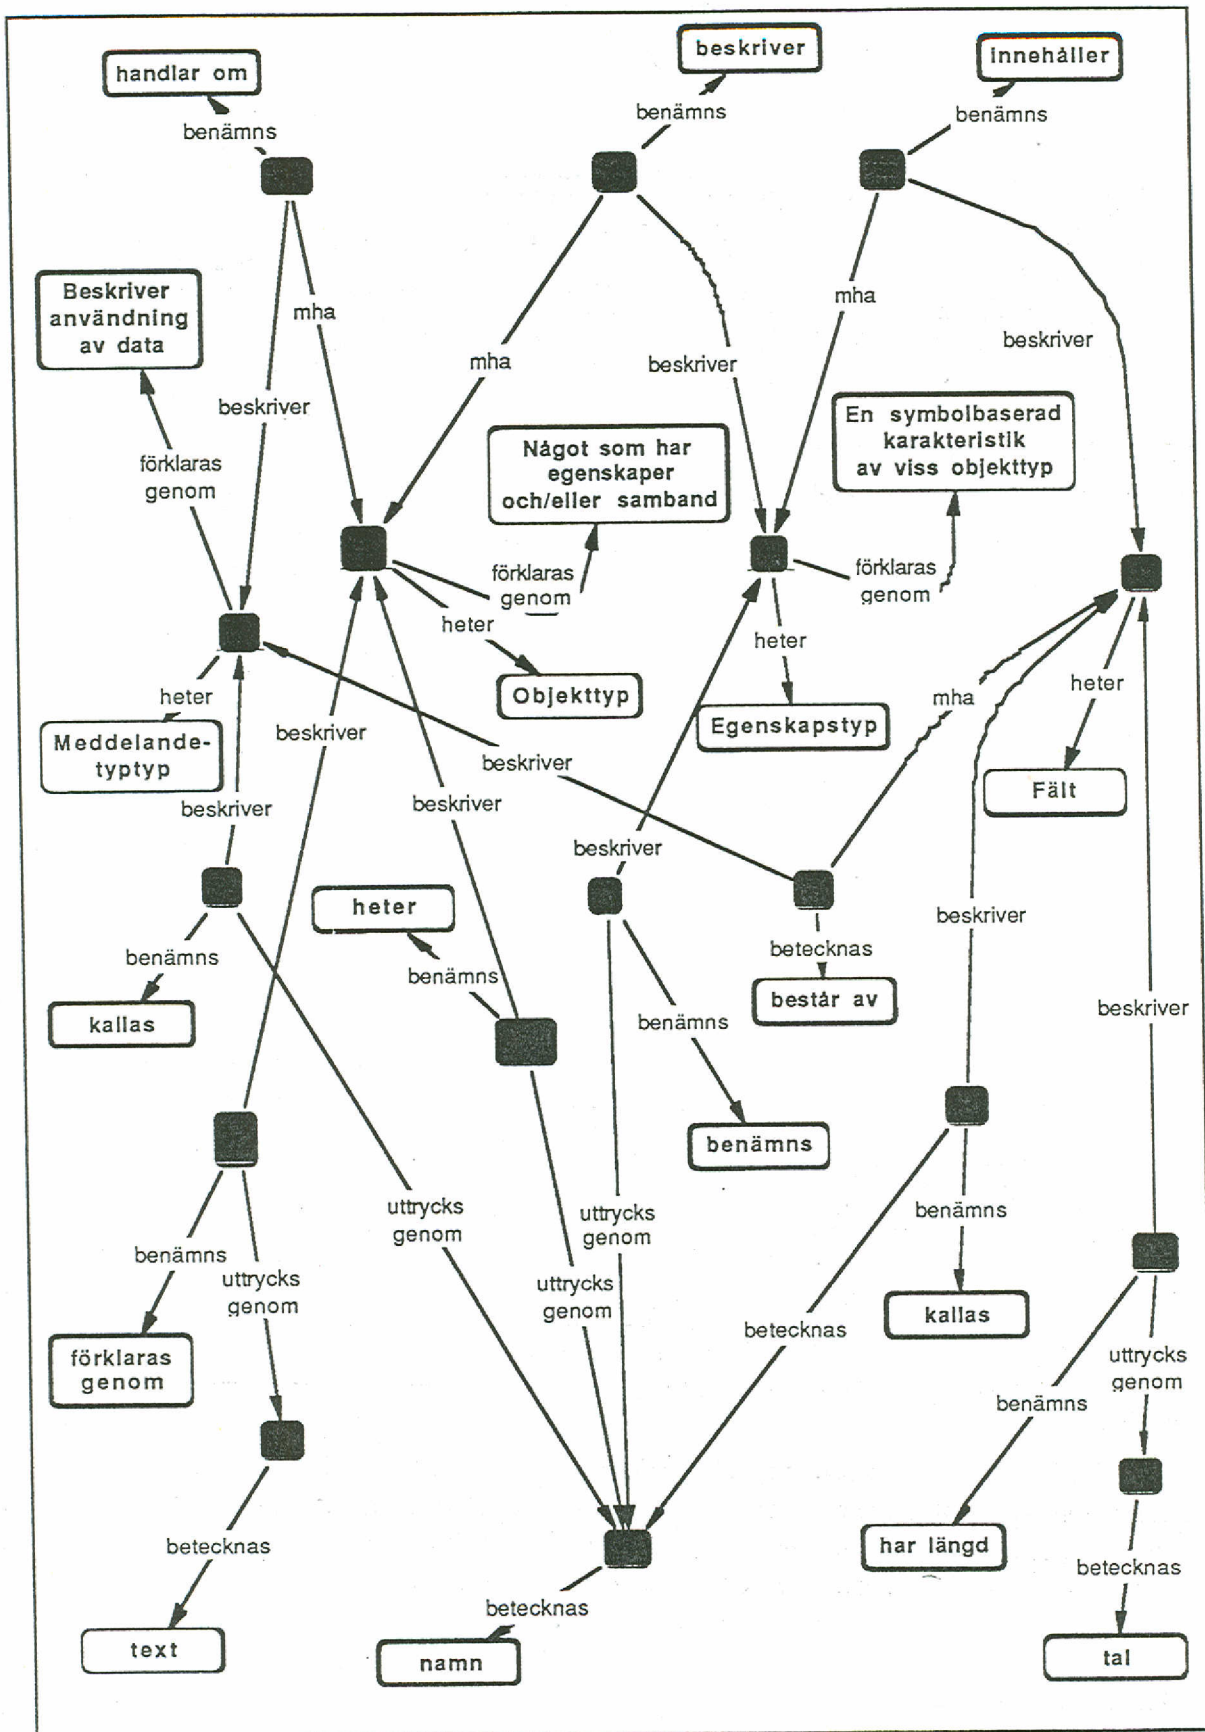 handlar om
beskriver
innehåller
benämns
benämns
benämns
Beskriver
användning
av data
mha
mha
mha
beskriver
beskriver
beskriver
En symbolbaserad
karakteristik
av viss objekttyp
Något som har
egenskaper
och/eller samband
förklaras
genom
förklaras
genom
förklaras
genom
heter
heter
heter
heter
mha
Objekttyp
Egenskapstyp
Meddelande-
typtyp
beskriver
beskriver
Fält
beskriver
beskriver
beskriver
heter
beskriver
benämns
benämns
betecknas
kallas
består av
beskriver
benämns
benämns
uttrycks
genom
uttrycks
genom
benämns
benämns
uttrycks
genom
uttrycks
genom
kallas
betecknas
förklaras
genom
uttrycks
genom
benämns
betecknas
har längd
betecknas
betecknas
text
namn
tal